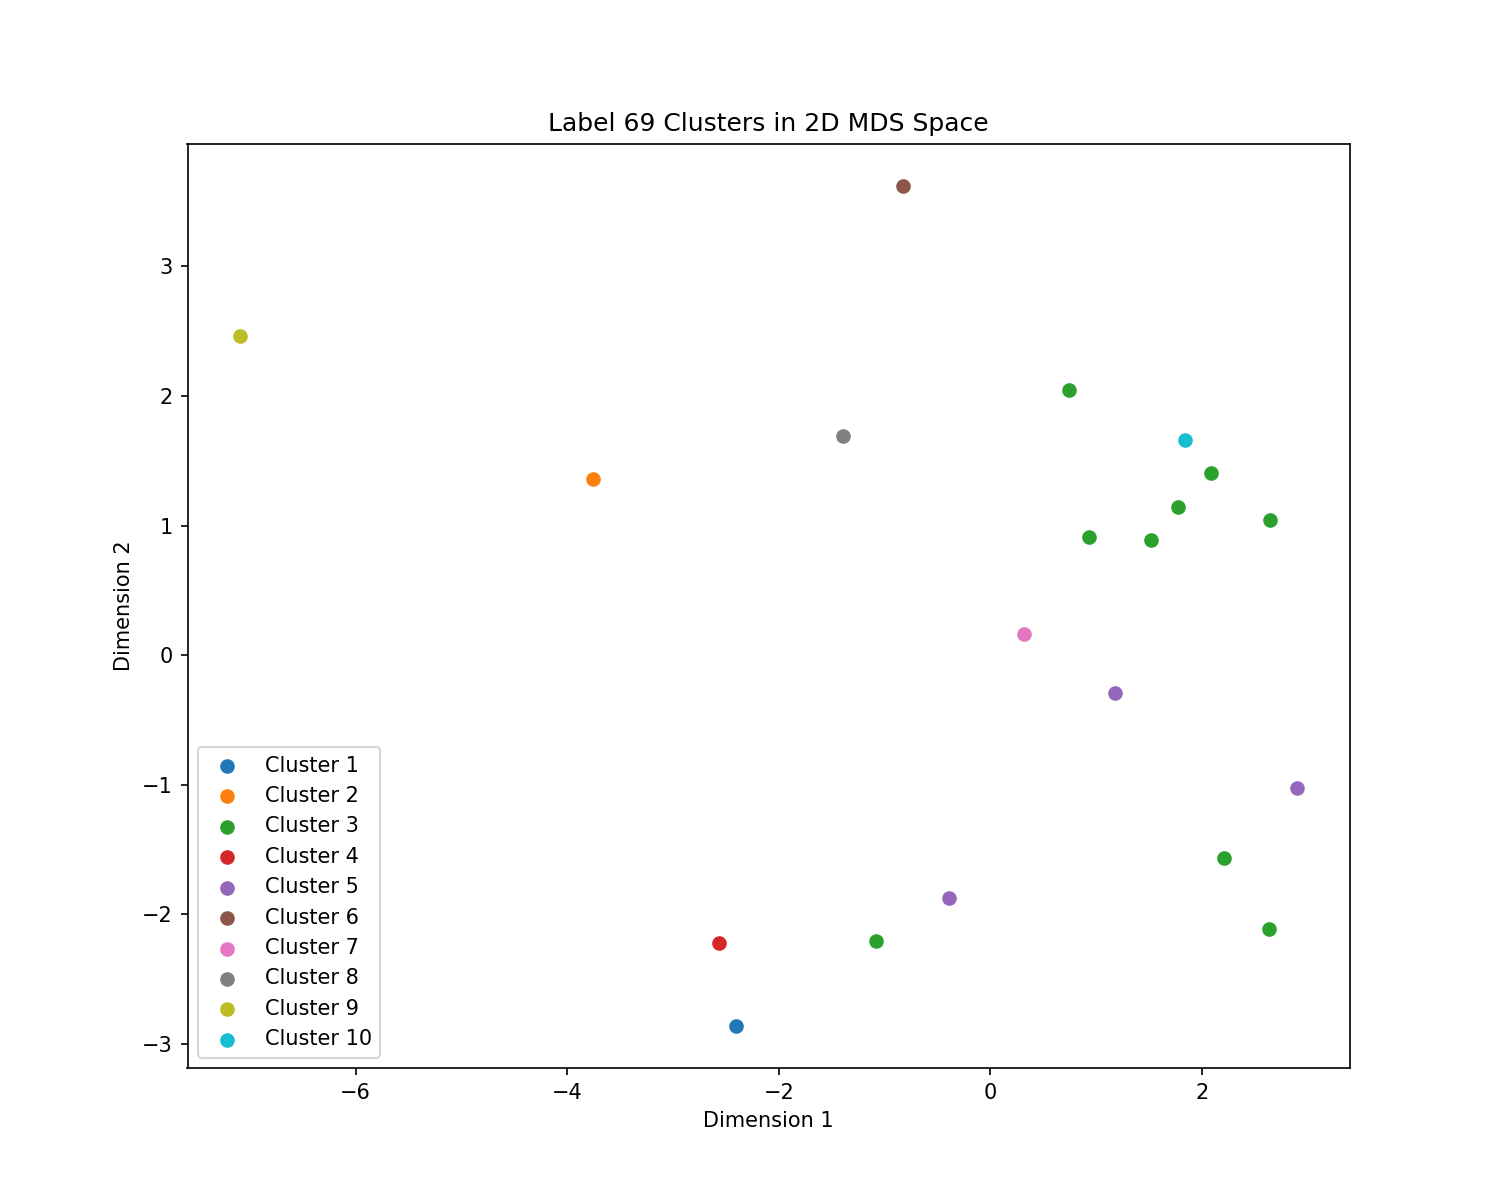 Label 69 Clusters in 2D MDS Space
3
2
1
0
−1
−2
−3
Dimension 2
Cluster 1
Cluster 2
Cluster 3
Cluster 4
Cluster 5
Cluster 6
Cluster 7
Cluster 8
Cluster 9
Cluster 10
−6 −4 −2 0 2
Dimension 1